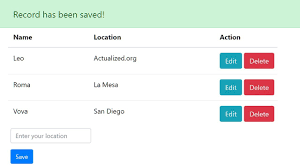 Record has been saved!
Name Location Action
Leo Actualized.org Edit Delete
Roma La Mesa Edit Delete
Vova San Diego Edit Delete
Enter your location
Save